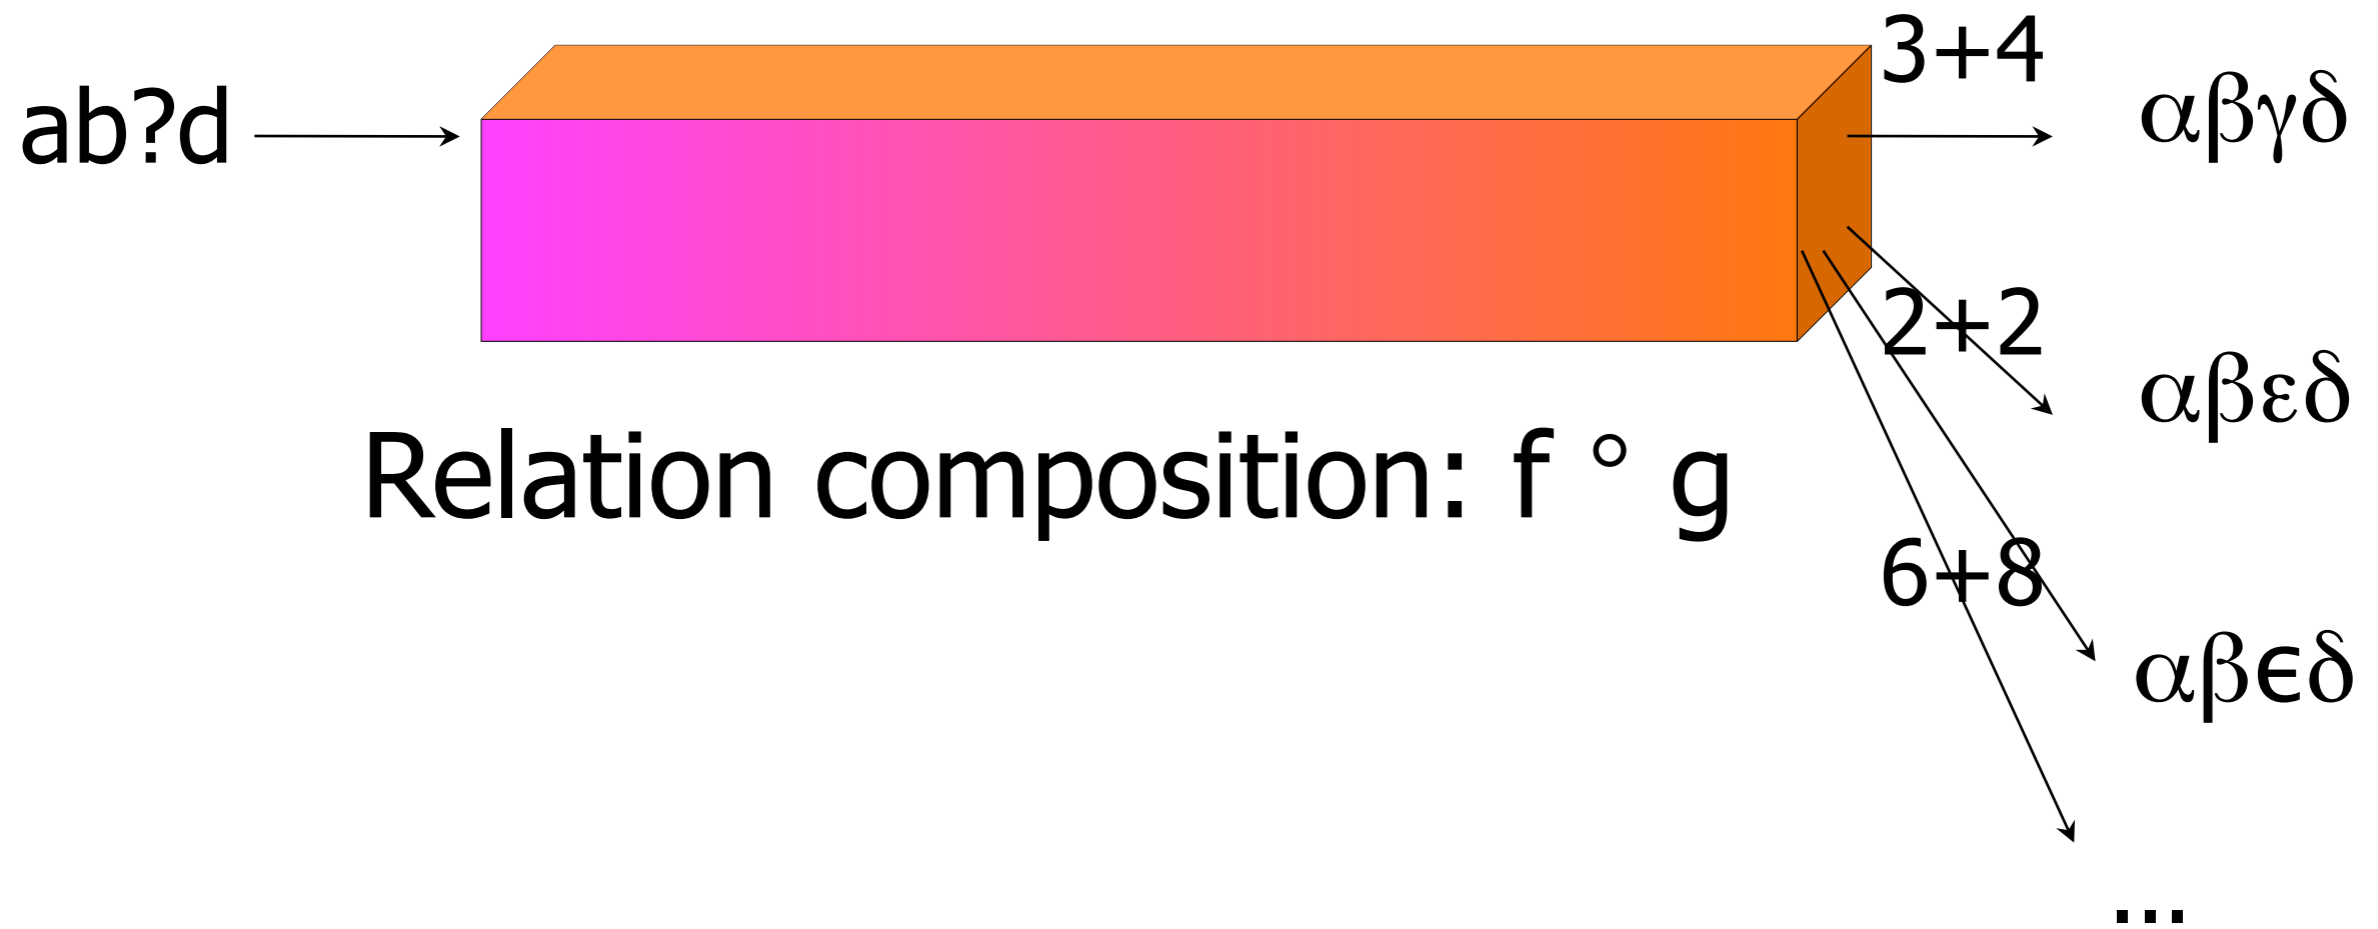 3+4
ab?d
αβγδ
2+2
αβεδ
Relation composition: f ° g
6+8
αβϵδ
...